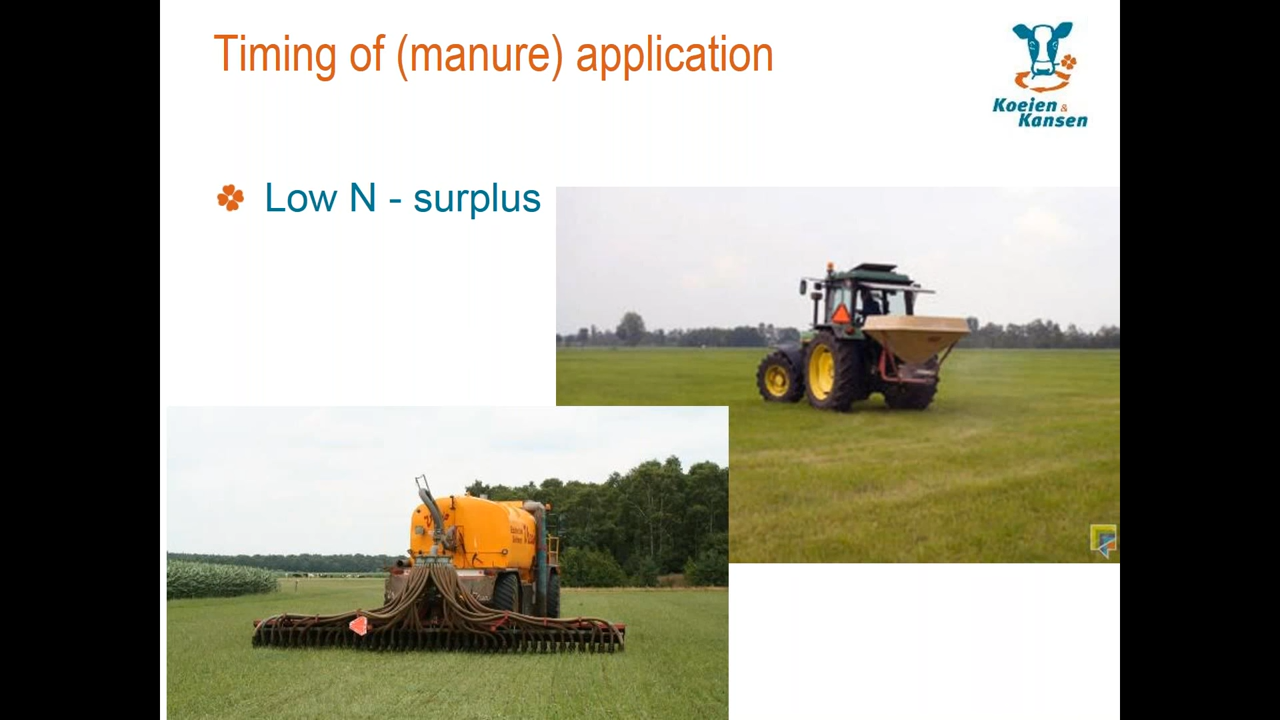 Timing of (manure) application
Koeien &
Kansen
Low N - surplus